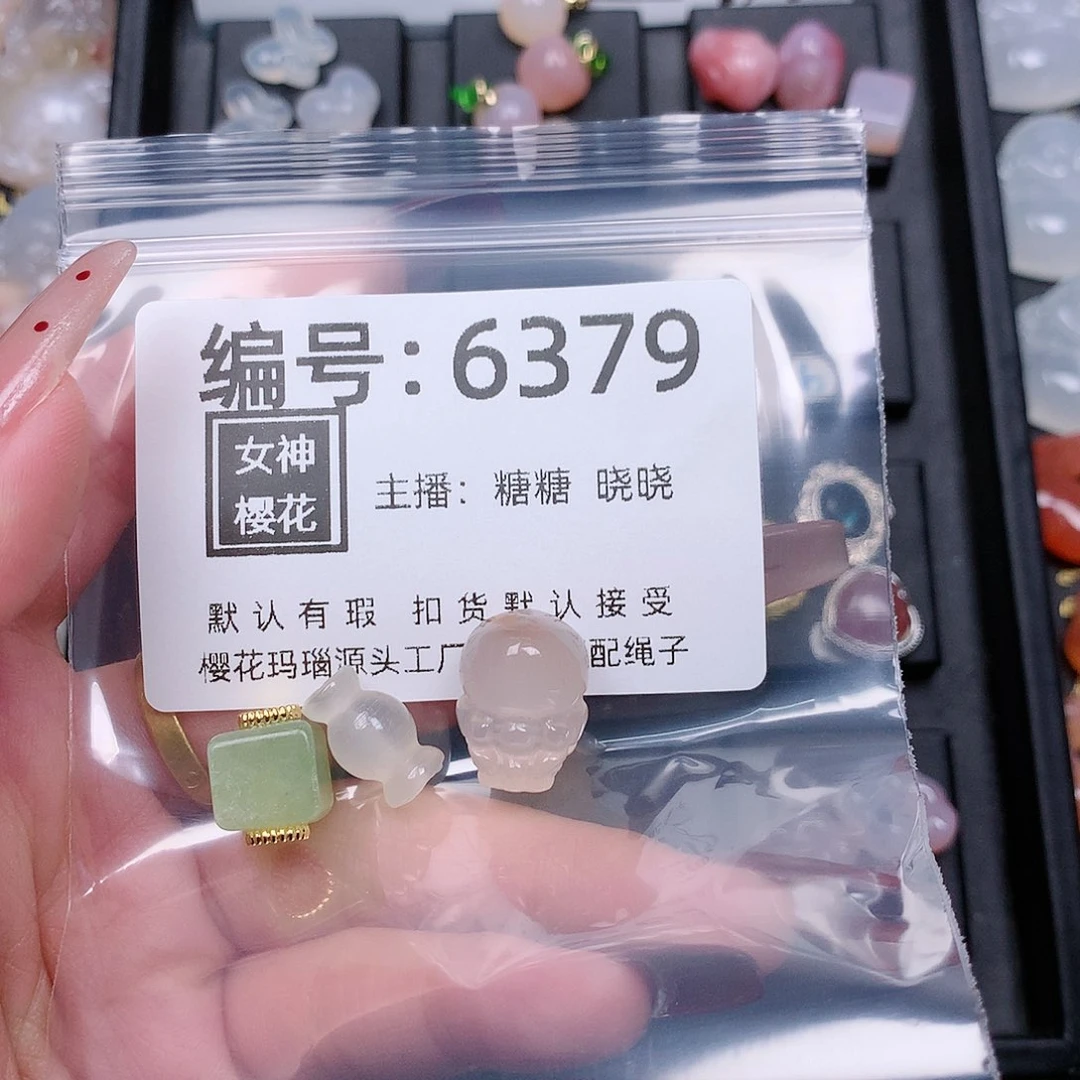 编号：6379
女神
樱花
主播：糖糖 晓晓
默认有瑕 扣货默认接受
樱花玛瑙源头工厂 配绳子